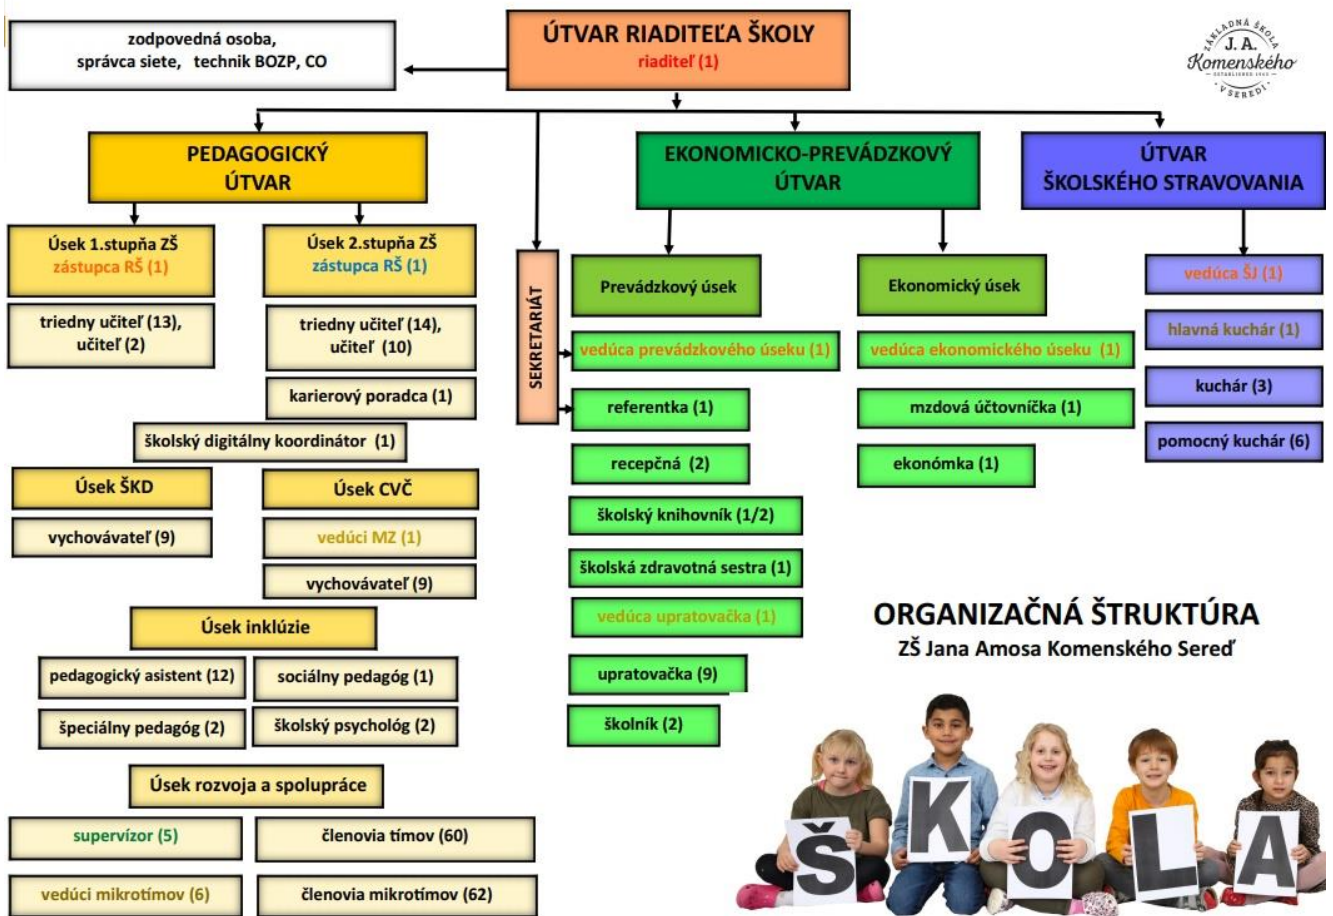 zodpovedná osoba,
správca siete, technik BOZP, CO
ÚTVAR RIADITEĽA ŠKOLY
riaditeľ (1)
ZÁKLADNÁ ŠKOLA
J. A.
Komenského
ESTABLISHED
V SEREDI
PEDAGOGICKÝ
ÚTVAR
EKONOMICKO-PREVÁDZKOVÝ
ÚTVAR
ÚTVAR
ŠKOLSKÉHO STRAVOVANIA
Úsek 1.stupňa ZŠ
zástupca RŠ (1)
triedny učiteľ (13),
učiteľ (2)
Úsek 2.stupňa ZŠ
zástupca RŠ (1)
triedny učiteľ (14),
učiteľ (10)
karierový poradca (1)
školský digitálny koordinátor (1)
Úsek ŠKD
vychovávateľ (9)
Úsek CVČ
vedúci MZ (1)
vychovávateľ (9)
Úsek inklúzie
pedagogický asistent (12)
sociálny pedagóg (1)
špeciálny pedagóg (2)
školský psychológ (2)
Úsek rozvoja a spolupráce
supervízor (5)
členovia tímov (60)
vedúci mikrotímov (6)
členovia mikrotímov (62)
SEKRETARIÁT
Prevádzkový úsek
vedúca prevádzkového úseku (1)
referentka (1)
recepčná (2)
školský knihovník (1/2)
školská zdravotná sestra (1)
vedúca upratovačka (1)
upratovačka (9)
školník (2)
Ekonomický úsek
vedúca ekonomického úseku (1)
mzdová účtovníčka (1)
ekonómka (1)
vedúca ŠJ (1)
hlavná kuchár (1)
kuchár (3)
pomocný kuchár (6)
ORGANIZAČNÁ ŠTRUKTÚRA
ZŠ Jana Amosa Komenského Sereď
ŠKOLA